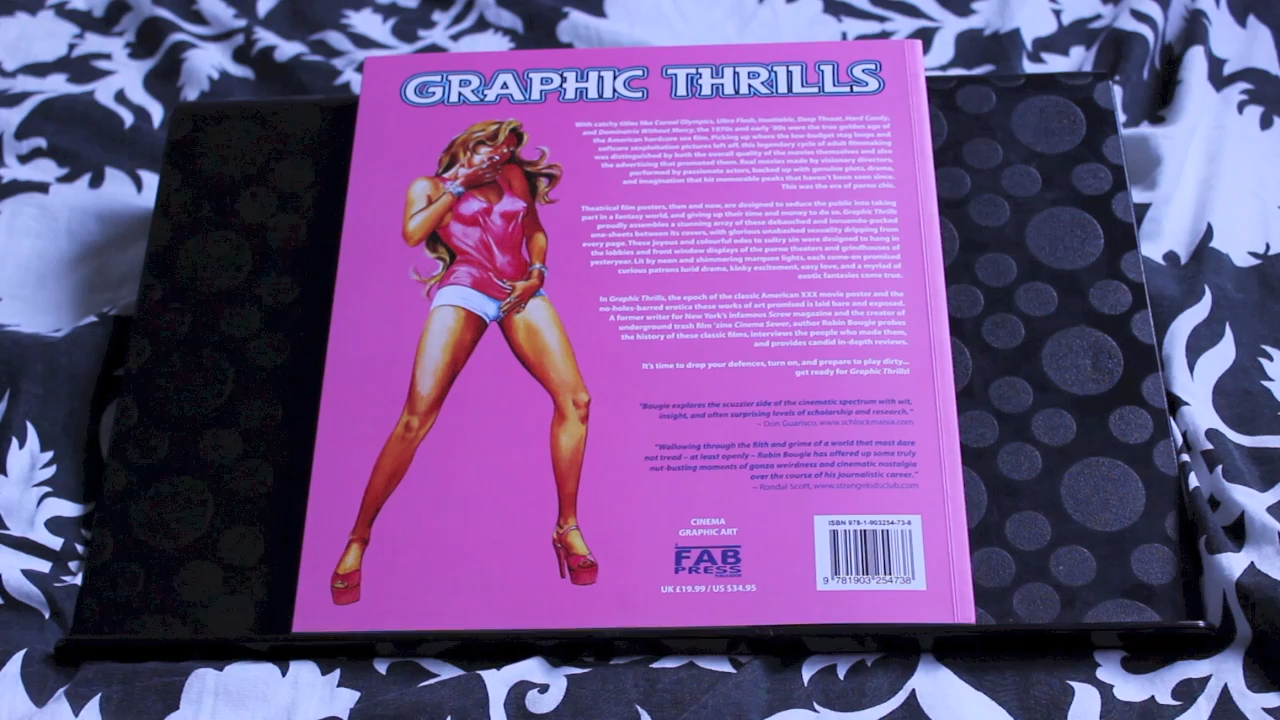 GRAPHIC THRILLS
With catchy titles like Cornal Olympics, Ultra Flesh, Insatiable, Deep Throat, Hard Candy,
and Dominatrix Without Mercy, the 1970s and early '80s were the true golden age of
the American hardcore sex film. Picking up where the low-budget stag loops and
softcore sexploitation pictures left off, this legendary cycle of adult filmmaking
was distinguished by both the overall quality of the movies themselves and also
the advertising that promoted them. Real movies made by visionary directors,
performed by passionate actors, backed up with genuine plots, drama,
and imagination that hit memorable peaks that haven't been seen since.
This was the era of porno chic.
Theatrical film posters, then and now, are designed to seduce the public into taking
part in a fantasy world, and giving up their time and money to do so. Graphic Thrills
proudly assembles a stunning array of these debauched and innuendo-packed
one-sheets between its covers, with glorious unabashed sexuality dripping from
every page. These joyous and colourful odes to sultry sin were designed to hang in
the lobbies and front window displays of the porno theaters and grindhouses of
yesteryear. Lit by neon and shimmering marquee lights, each come-on promised
curious patrons lurid drama, kinky excitement, easy love, and a myriad of
exotic fantasies come true.
In Graphic Thrills, the epoch of the classic American XXX movie poster and the
no-holes-barred erotica these works of art promised is laid bare and exposed.
A former writer for New York's infamous Screw magazine and the creator of
underground trash film 'zine Cinema Sewer, author Robin Bougie probes
the history of these classic films, interviews the people who made them,
and provides candid in-depth reviews.
It's time to drop your defences, turn on, and prepare to play dirty...
get ready for Graphic Thrills!
"Bougie explores the scuzzier side of the cinematic spectrum with wit,
insight, and often surprising levels of scholarship and research."
~ Don Guarisco, www.schlockmania.com
"Wallowing through the filth and grime of a world that most dare
not tread – at least openly – Robin Bougie has offered up some truly
nut-busting moments of gonzo weirdness and cinematic nostalgia
over the course of his journalistic career."
~ Rondal Scott, www.strangekidsclub.com
CINEMA
GRAPHIC ART
FAB
PRESS
UK £19.99 / US $34.95
ISBN 978-1-903254-73-8
9 781903 254738